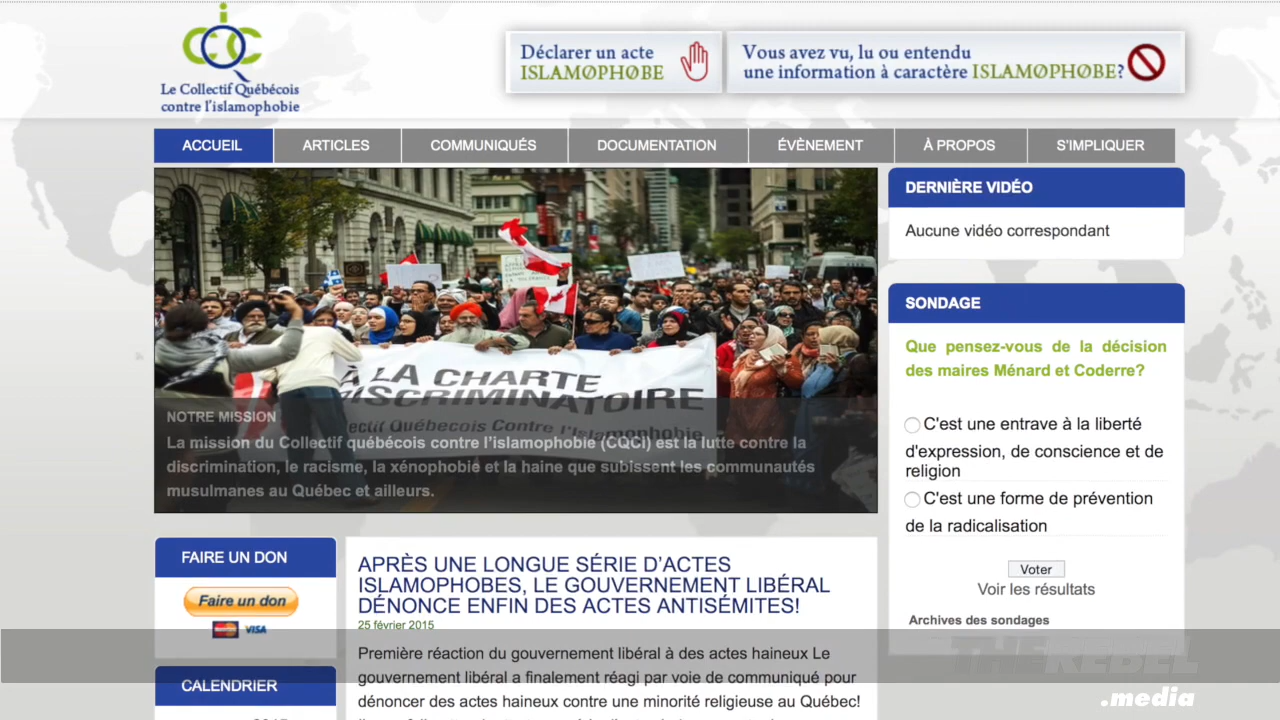 Le Collectif Québécois
contre l'islamophobie
Déclarer un acte
ISLAMØPHØBE
Vous avez vu, lu ou entendu
une information à caractère ISLAMØPHØBE?
ACCUEIL
ARTICLES
COMMUNIQUÉS
DOCUMENTATION
ÉVÈNEMENT
À PROPOS
S'IMPLIQUER
À LA CHARTE
DISCRIMINATOIRE
Collectif Québecois Contre l'Islamophobie
NOTRE MISSION
La mission du Collectif québécois contre l'islamophobie (CQCI) est la lutte contre la
discrimination, le racisme, la xénophobie et la haine que subissent les communautés
musulmanes au Québec et ailleurs.
DERNIÈRE VIDÉO
Aucune vidéo correspondant
SONDAGE
Que pensez-vous de la décision
des maires Ménard et Coderre?
C'est une entrave à la liberté
d'expression, de conscience et de
religion
C'est une forme de prévention
de la radicalisation
Voter
Voir les résultats
Archives des sondages
FAIRE UN DON
Faire un don
VISA
CALENDRIER
APRÈS UNE LONGUE SÉRIE D'ACTES
ISLAMOPHOBES, LE GOUVERNEMENT LIBÉRAL
DÉNONCE ENFIN DES ACTES ANTISÉMITES!
25 février 2015
Première réaction du gouvernement libéral à des actes haineux Le
gouvernement libéral a finalement réagi par voie de communiqué pour
dénoncer des actes haineux contre une minorité religieuse au Québec!
THE REBEL
.media